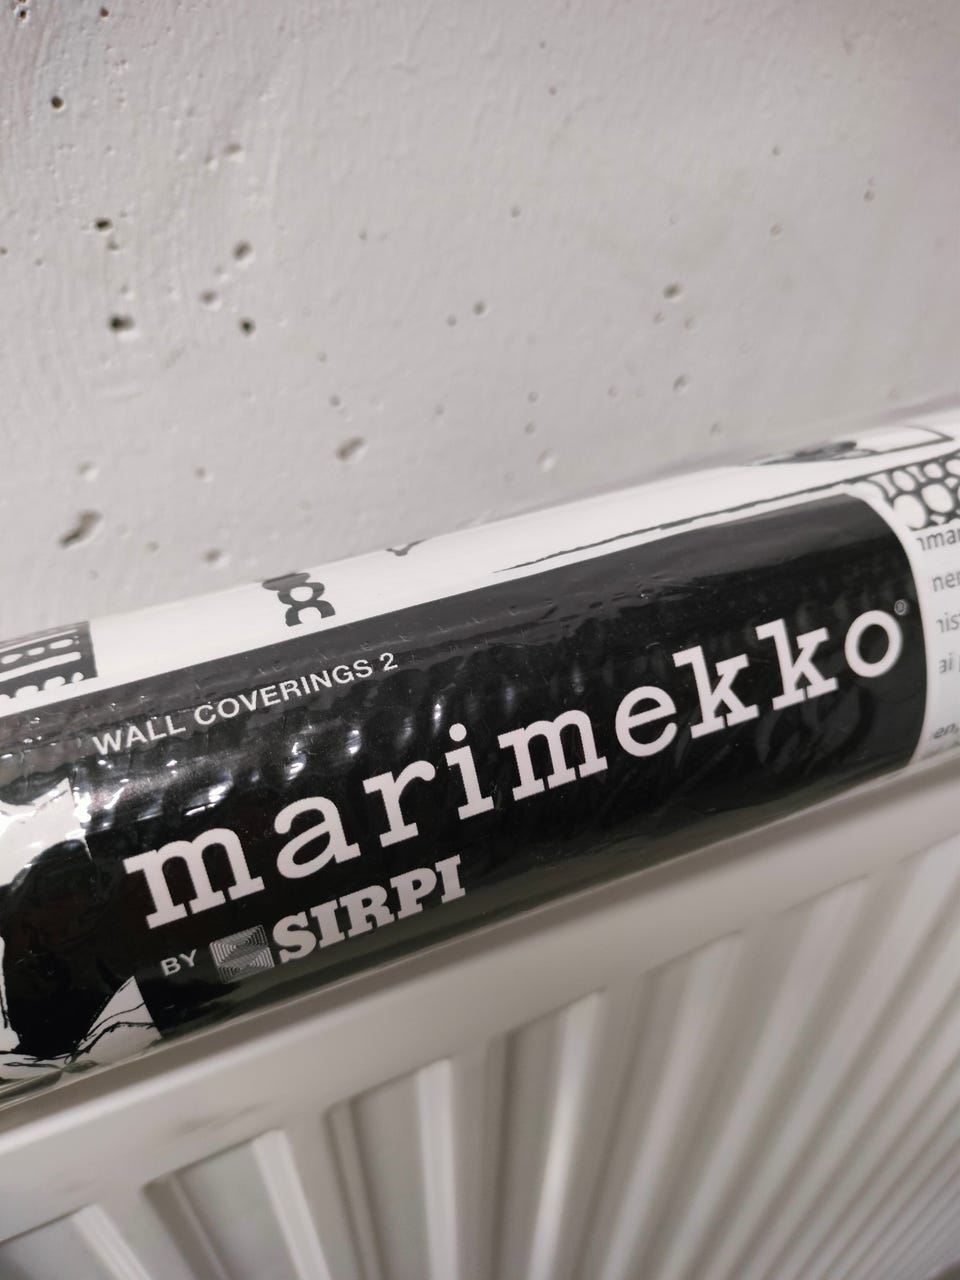 WALL COVERINGS 2
marimekko®
BY SIRPI